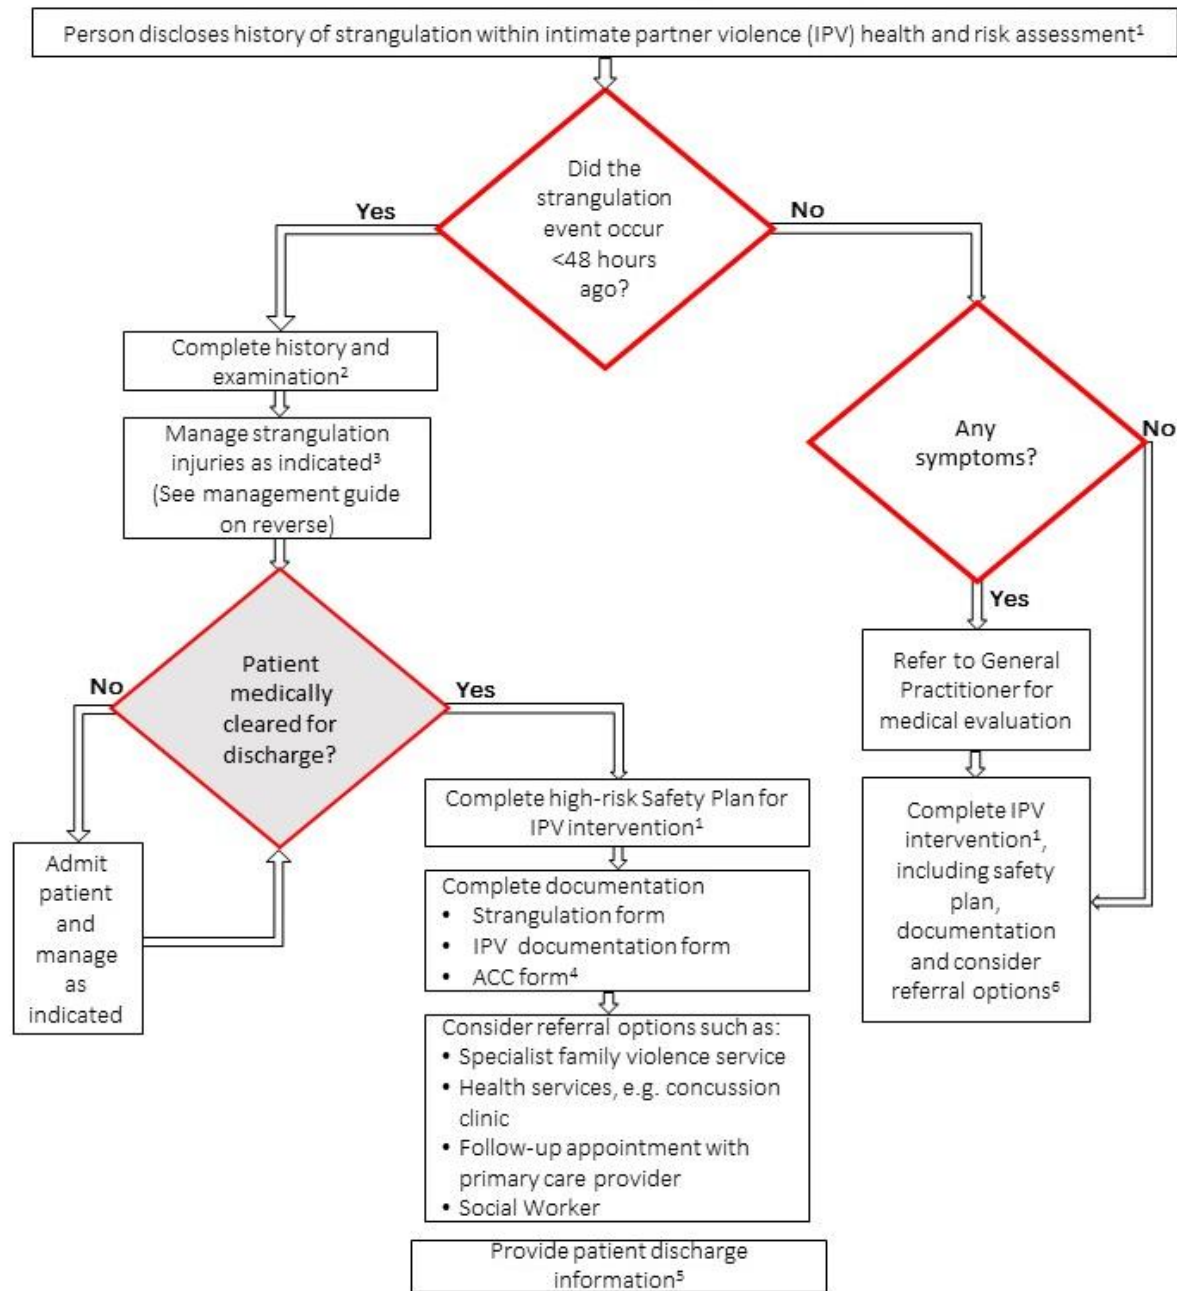 Person discloses history of strangulation within intimate partner violence (IPV) health and risk assessment¹
Did the
strangulation
event occur
<48 hours
ago?
Yes
No
Complete history and
examination²
Manage strangulation
injuries as indicated³
(See management guide
on reverse)
Any
symptoms?
No
Yes
Patient
medically
cleared for
discharge?
No
Yes
Refer to General
Practitioner for
medical evaluation
Admit
patient
and
manage
as
indicated
Complete high-risk Safety Plan for
IPV intervention¹
Complete documentation
• Strangulation form
• IPV documentation form
• ACC form⁴
Consider referral options such as:
• Specialist family violence service
• Health services, e.g. concussion
clinic
• Follow-up appointment with
primary care provider
• Social Worker
Provide patient discharge
information⁵
Complete IPV
intervention¹,
including safety
plan,
documentation
and consider
referral options⁶